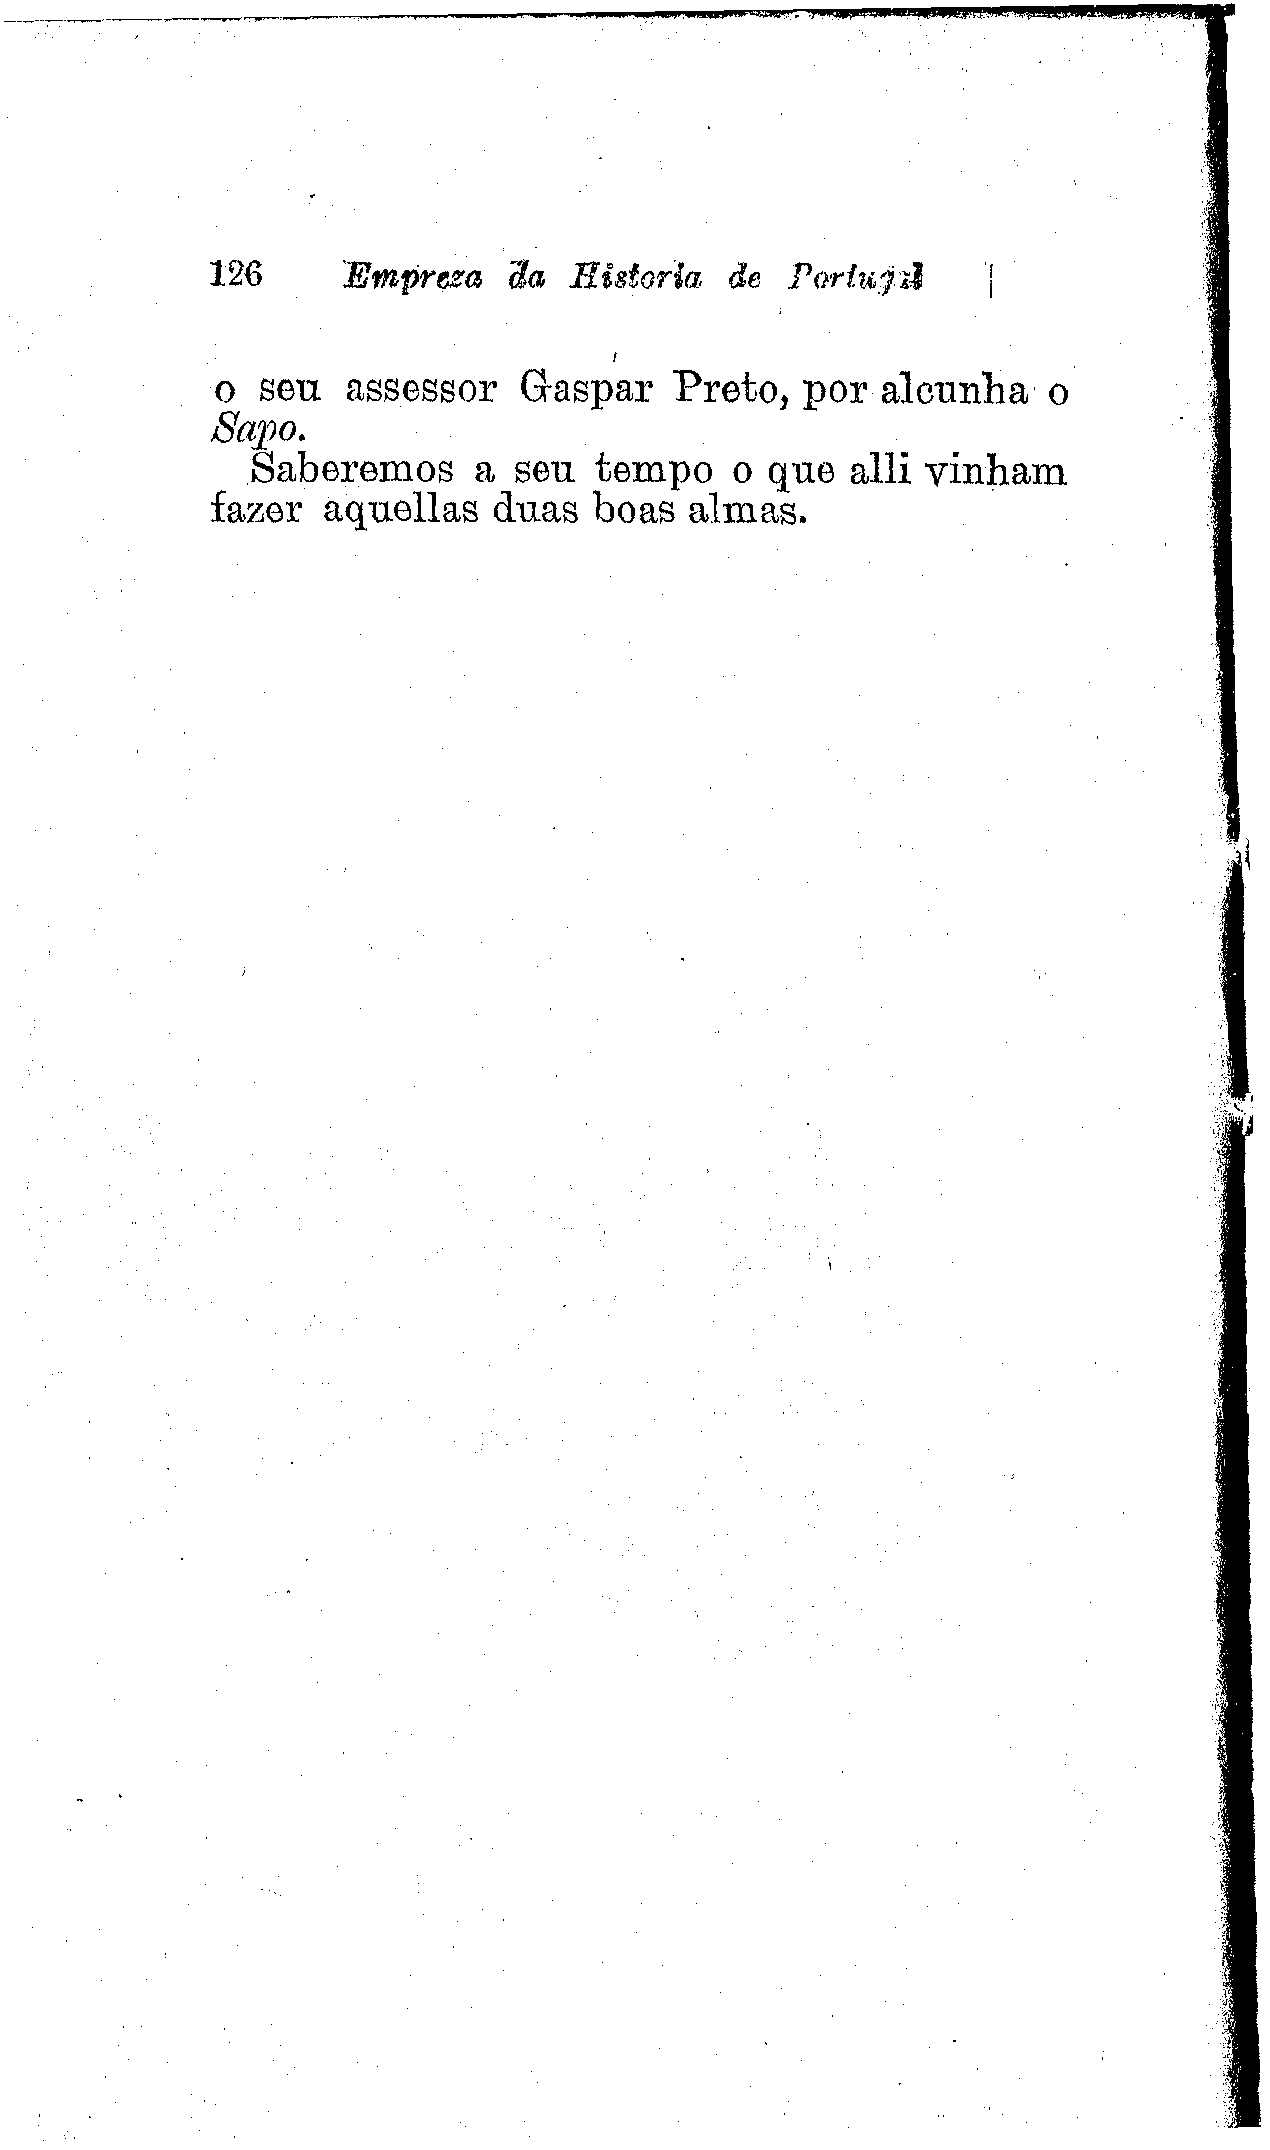 126 Empreza da Historia de Portugal
o seu assessor Gaspar Preto, por alcunha o
Sapo.
Saberemos a seu tempo o que alli vinham
fazer aquellas duas boas almas.